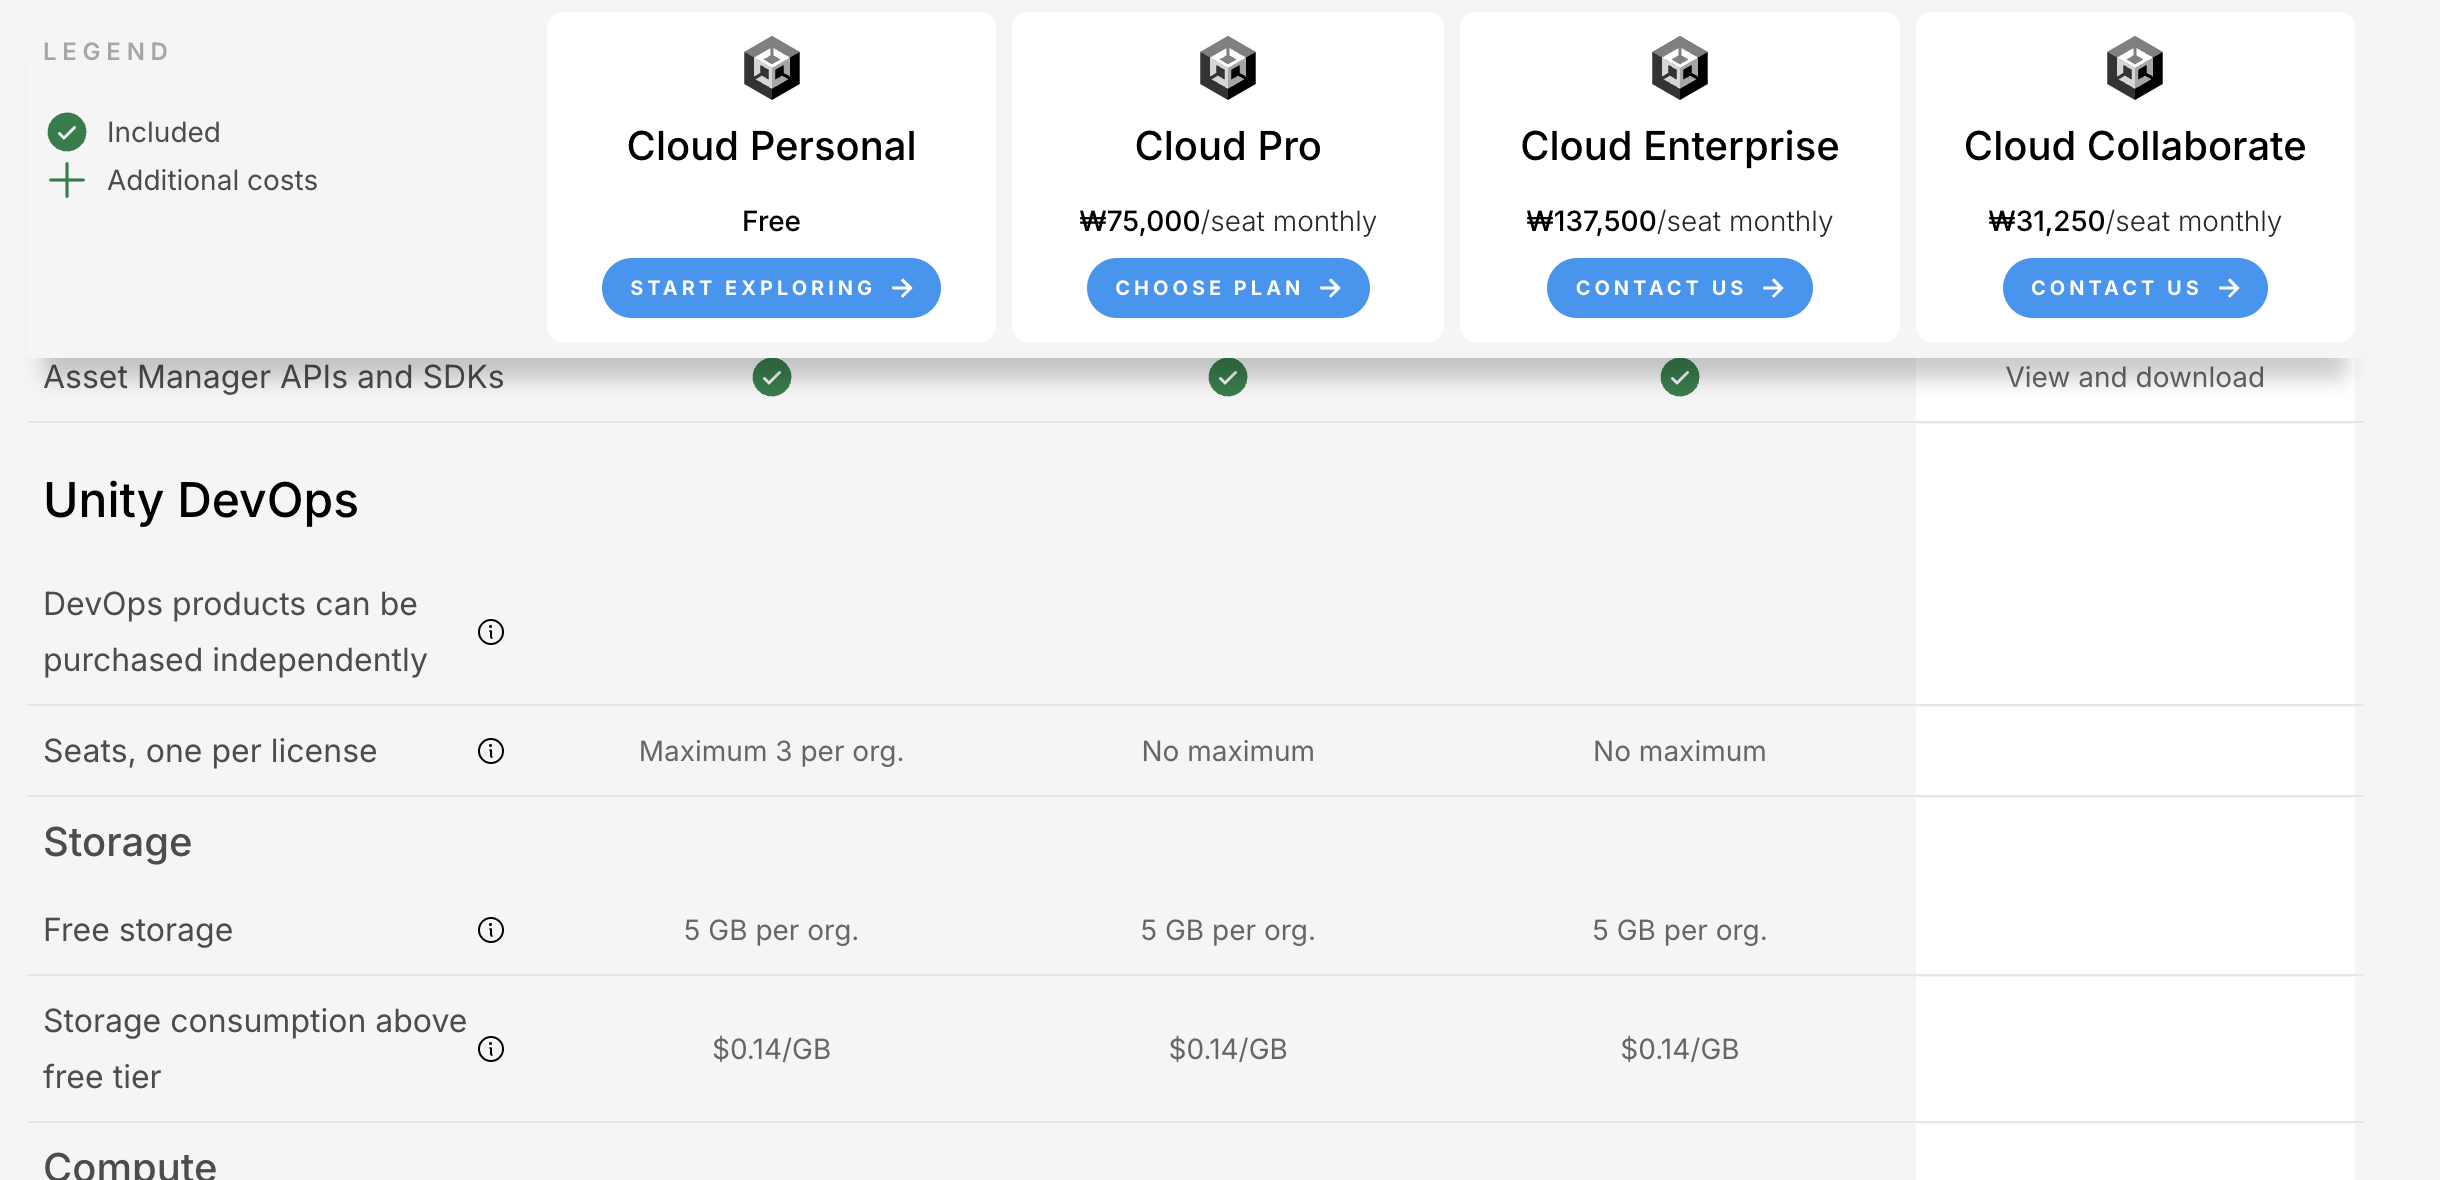 LEGEND
Included
Additional costs
Cloud Personal
Free
START EXPLORING →
Cloud Pro
₩75,000/seat monthly
CHOOSE PLAN →
Cloud Enterprise
₩137,500/seat monthly
CONTACT US →
Cloud Collaborate
₩31,250/seat monthly
CONTACT US →
Asset Manager APIs and SDKs View and download
Unity DevOps
DevOps products can be
purchased independently
Seats, one per license Maximum 3 per org. No maximum No maximum
Storage
Free storage 5 GB per org. 5 GB per org. 5 GB per org.
Storage consumption above
free tier
$0.14/GB $0.14/GB $0.14/GB
Compute